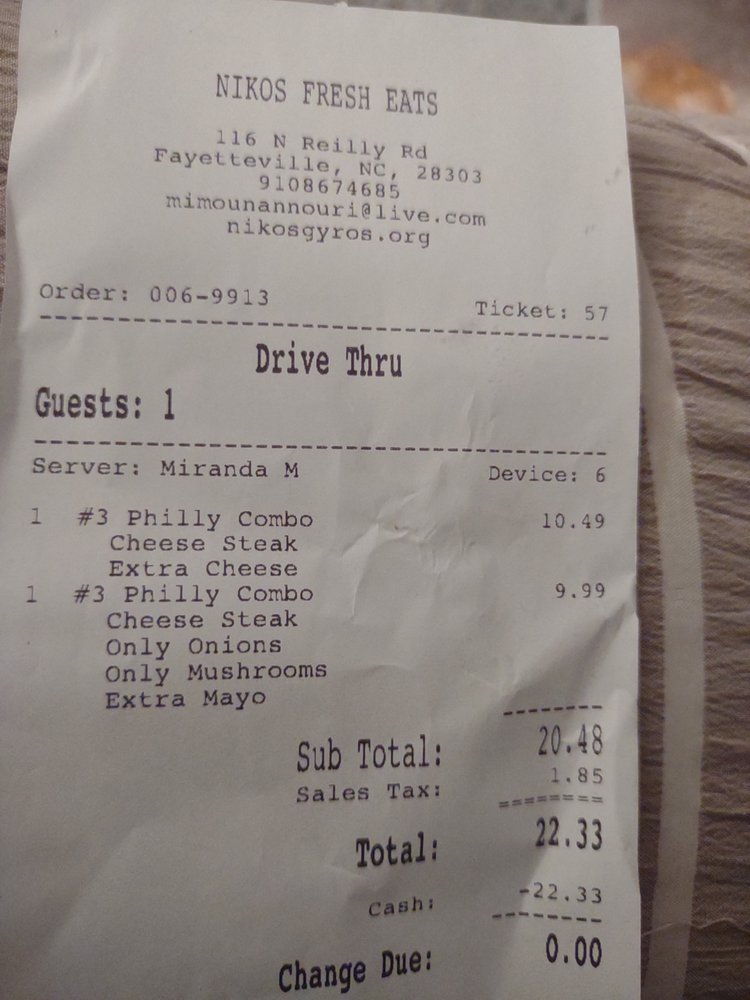 NIKOS FRESH EATS
116 N Reilly Rd
Fayetteville, NC, 28303
9108674685
mimounannouri@live.com
nikosgyros.org
Order: 006-9913 Ticket: 57
Drive Thru
Guests: 1
Server: Miranda M Device: 6
1 #3 Philly Combo 10.49
Cheese Steak
Extra Cheese
1 #3 Philly Combo 9.99
Cheese Steak
Only Onions
Only Mushrooms
Extra Mayo
Sub Total: 20.48
Sales Tax: 1.85
Total: 22.33
Cash: -22.33
Change Due: 0.00